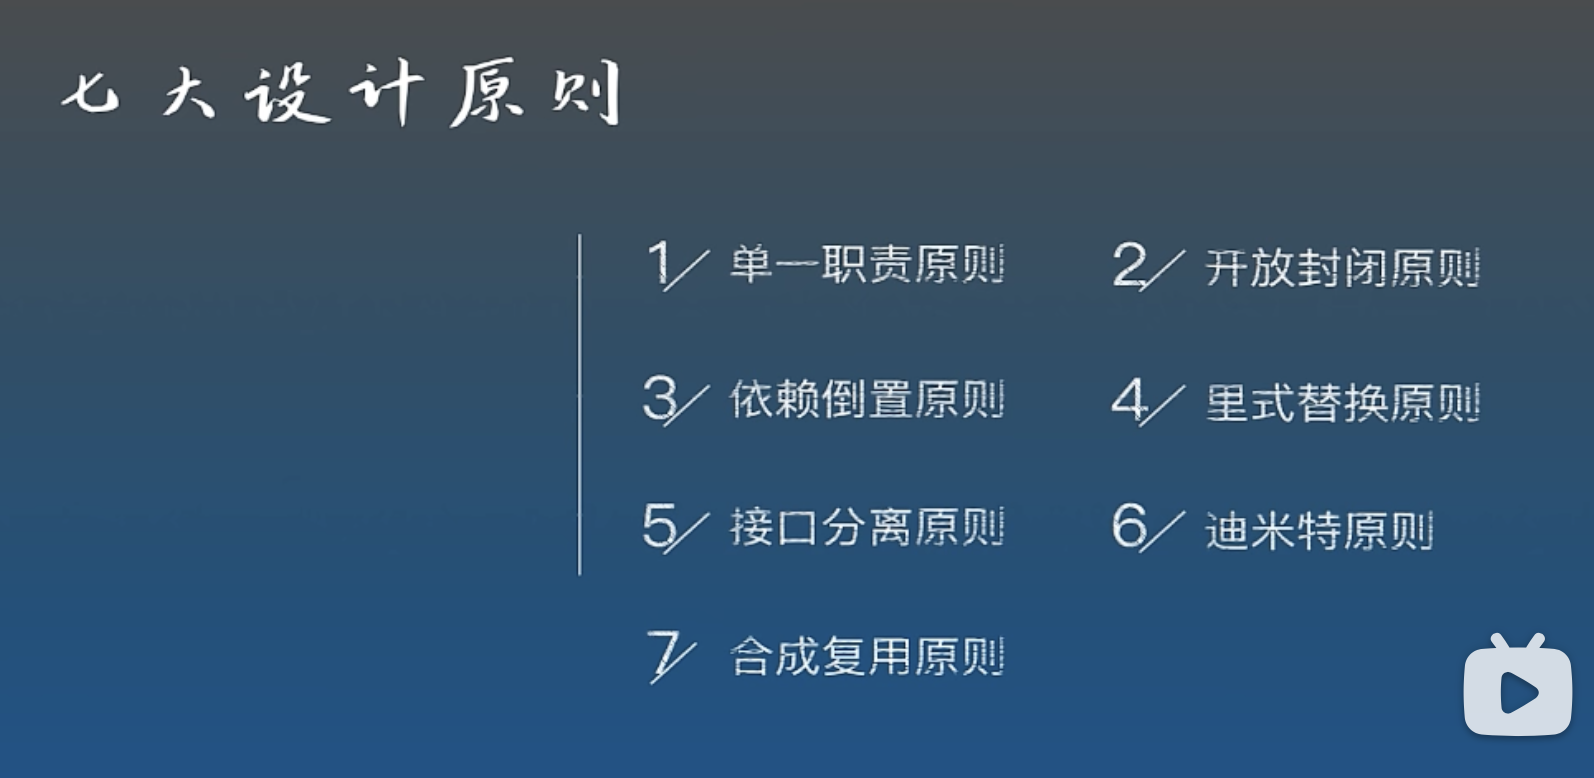 七大设计原则
1/ 单一职责原则
2/ 开放封闭原则
3/ 依赖倒置原则
4/ 里式替换原则
5/ 接口分离原则
6/ 迪米特原则
7/ 合成复用原则